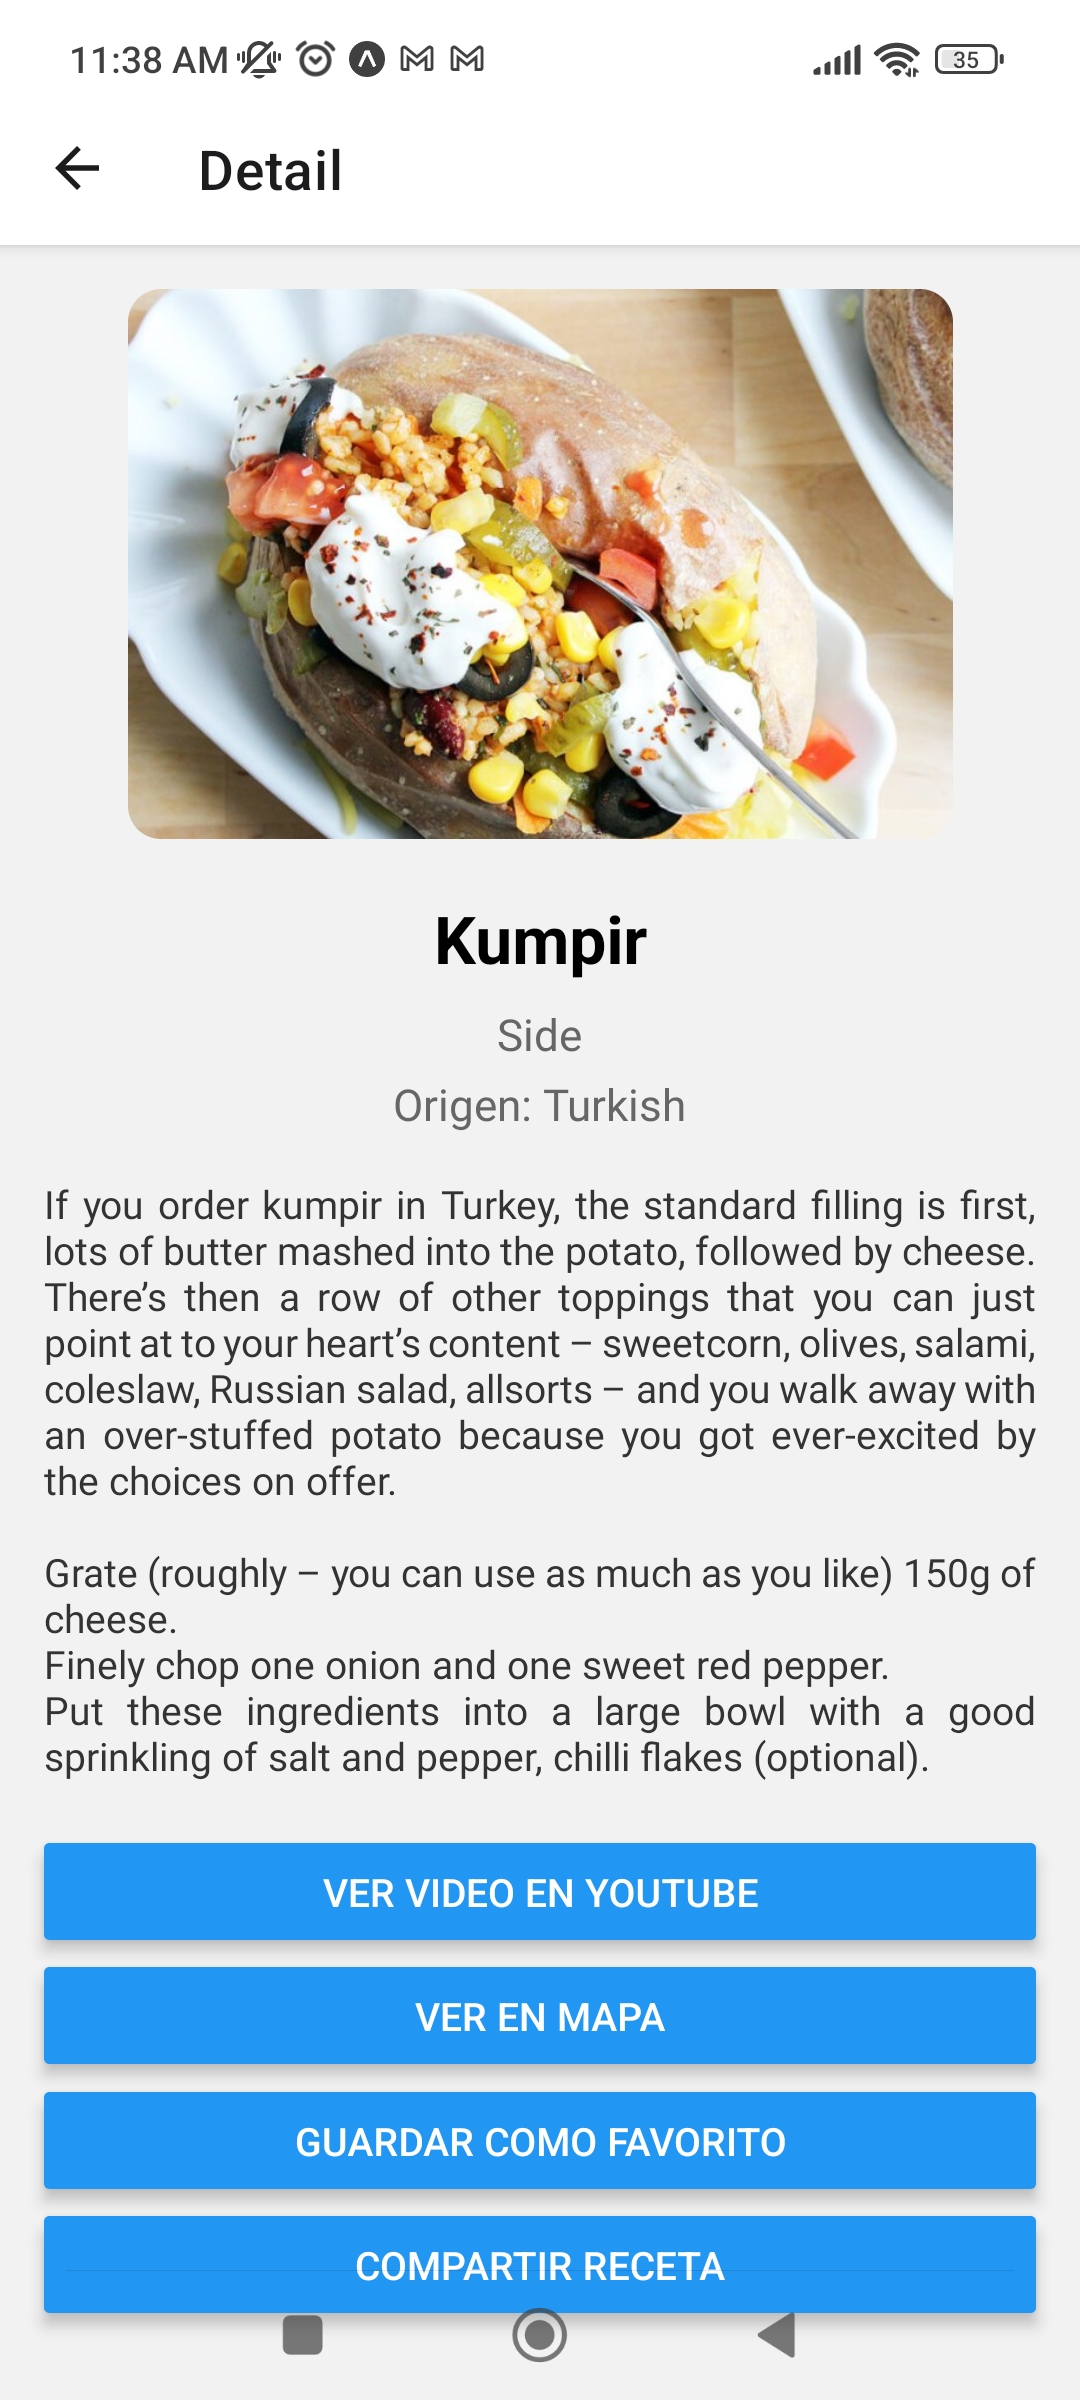 11:38 AM
35
Detail
Kumpir
Side
Origen: Turkish
If you order kumpir in Turkey, the standard filling is first,
lots of butter mashed into the potato, followed by cheese.
There’s then a row of other toppings that you can just
point at to your heart’s content – sweetcorn, olives, salami,
coleslaw, Russian salad, allsorts – and you walk away with
an over-stuffed potato because you got ever-excited by
the choices on offer.
Grate (roughly – you can use as much as you like) 150g of
cheese.
Finely chop one onion and one sweet red pepper.
Put these ingredients into a large bowl with a good
sprinkling of salt and pepper, chilli flakes (optional).
VER VIDEO EN YOUTUBE
VER EN MAPA
GUARDAR COMO FAVORITO
COMPARTIR RECETA